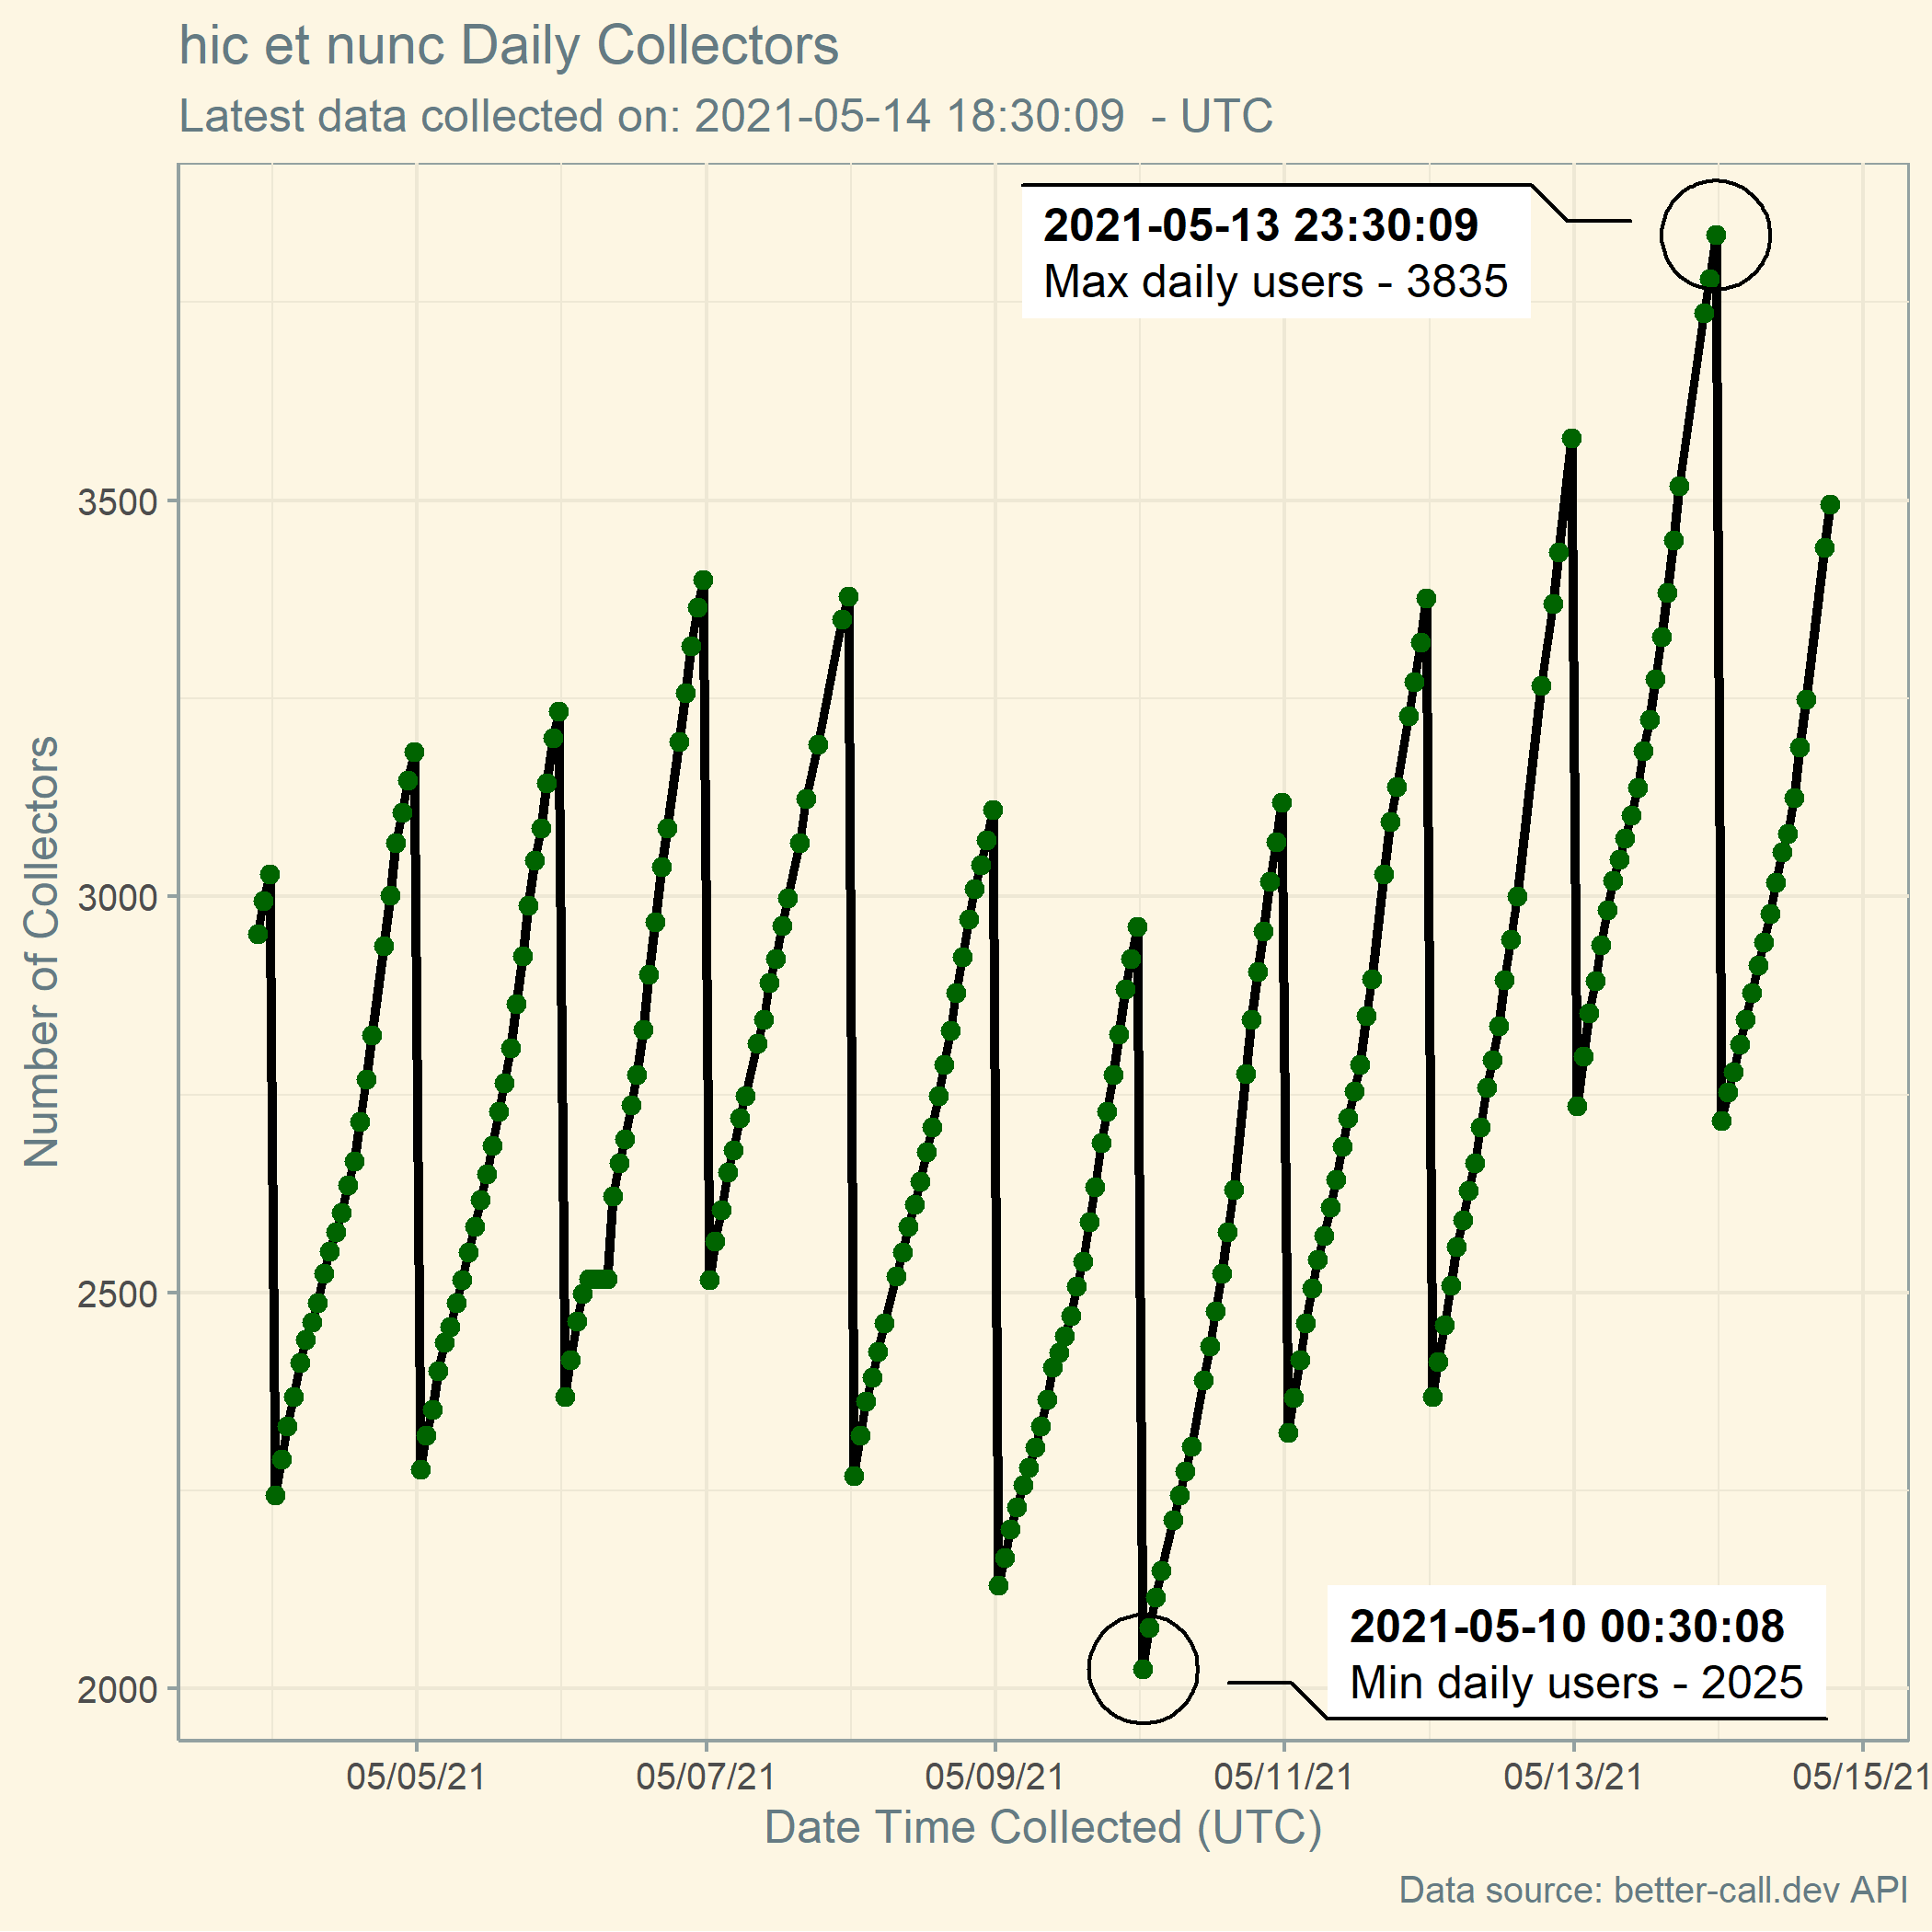 hic et nunc Daily Collectors
Latest data collected on: 2021-05-14 18:30:09  - UTC
2021-05-13 23:30:09
Max daily users - 3835
3500
3000
2500
2000
Number of Collectors
2021-05-10 00:30:08
Min daily users - 2025
05/05/21 05/07/21 05/09/21 05/11/21 05/13/21 05/15/21
Date Time Collected (UTC)
Data source: better-call.dev API